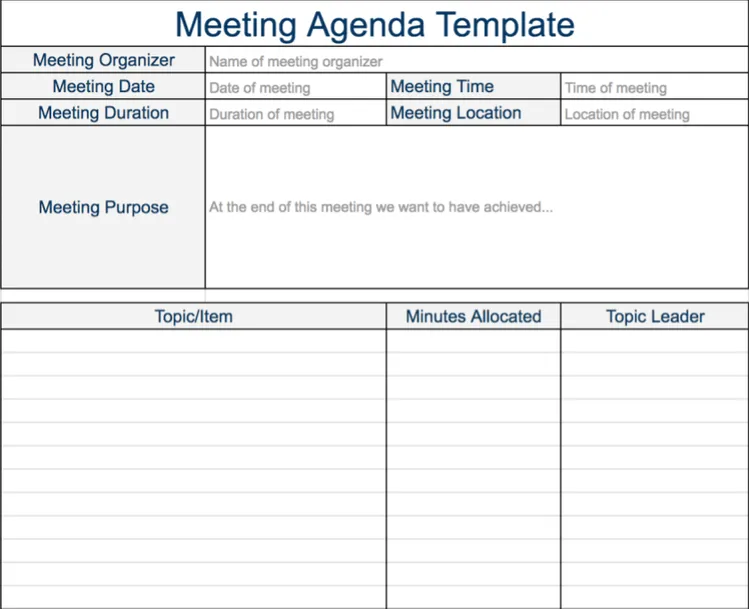 Meeting Agenda Template
Meeting Organizer Name of meeting organizer
Meeting Date Date of meeting Meeting Time Time of meeting
Meeting Duration Duration of meeting Meeting Location Location of meeting
Meeting Purpose At the end of this meeting we want to have achieved...
Topic/Item Minutes Allocated Topic Leader